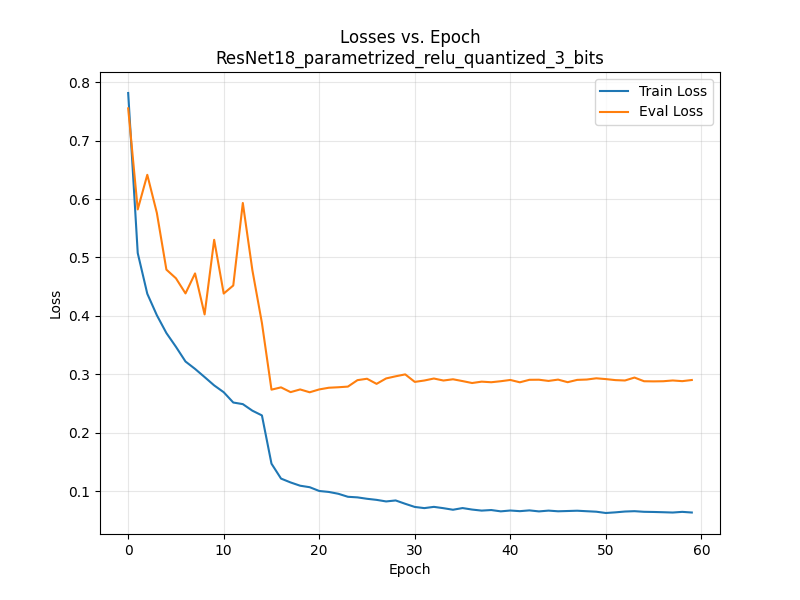 Losses vs. Epoch
ResNet18_parametrized_relu_quantized_3_bits
Train Loss
Eval Loss
0.8
0.7
0.6
0.5
0.4
0.3
0.2
0.1
Loss
0 10 20 30 40 50 60
Epoch